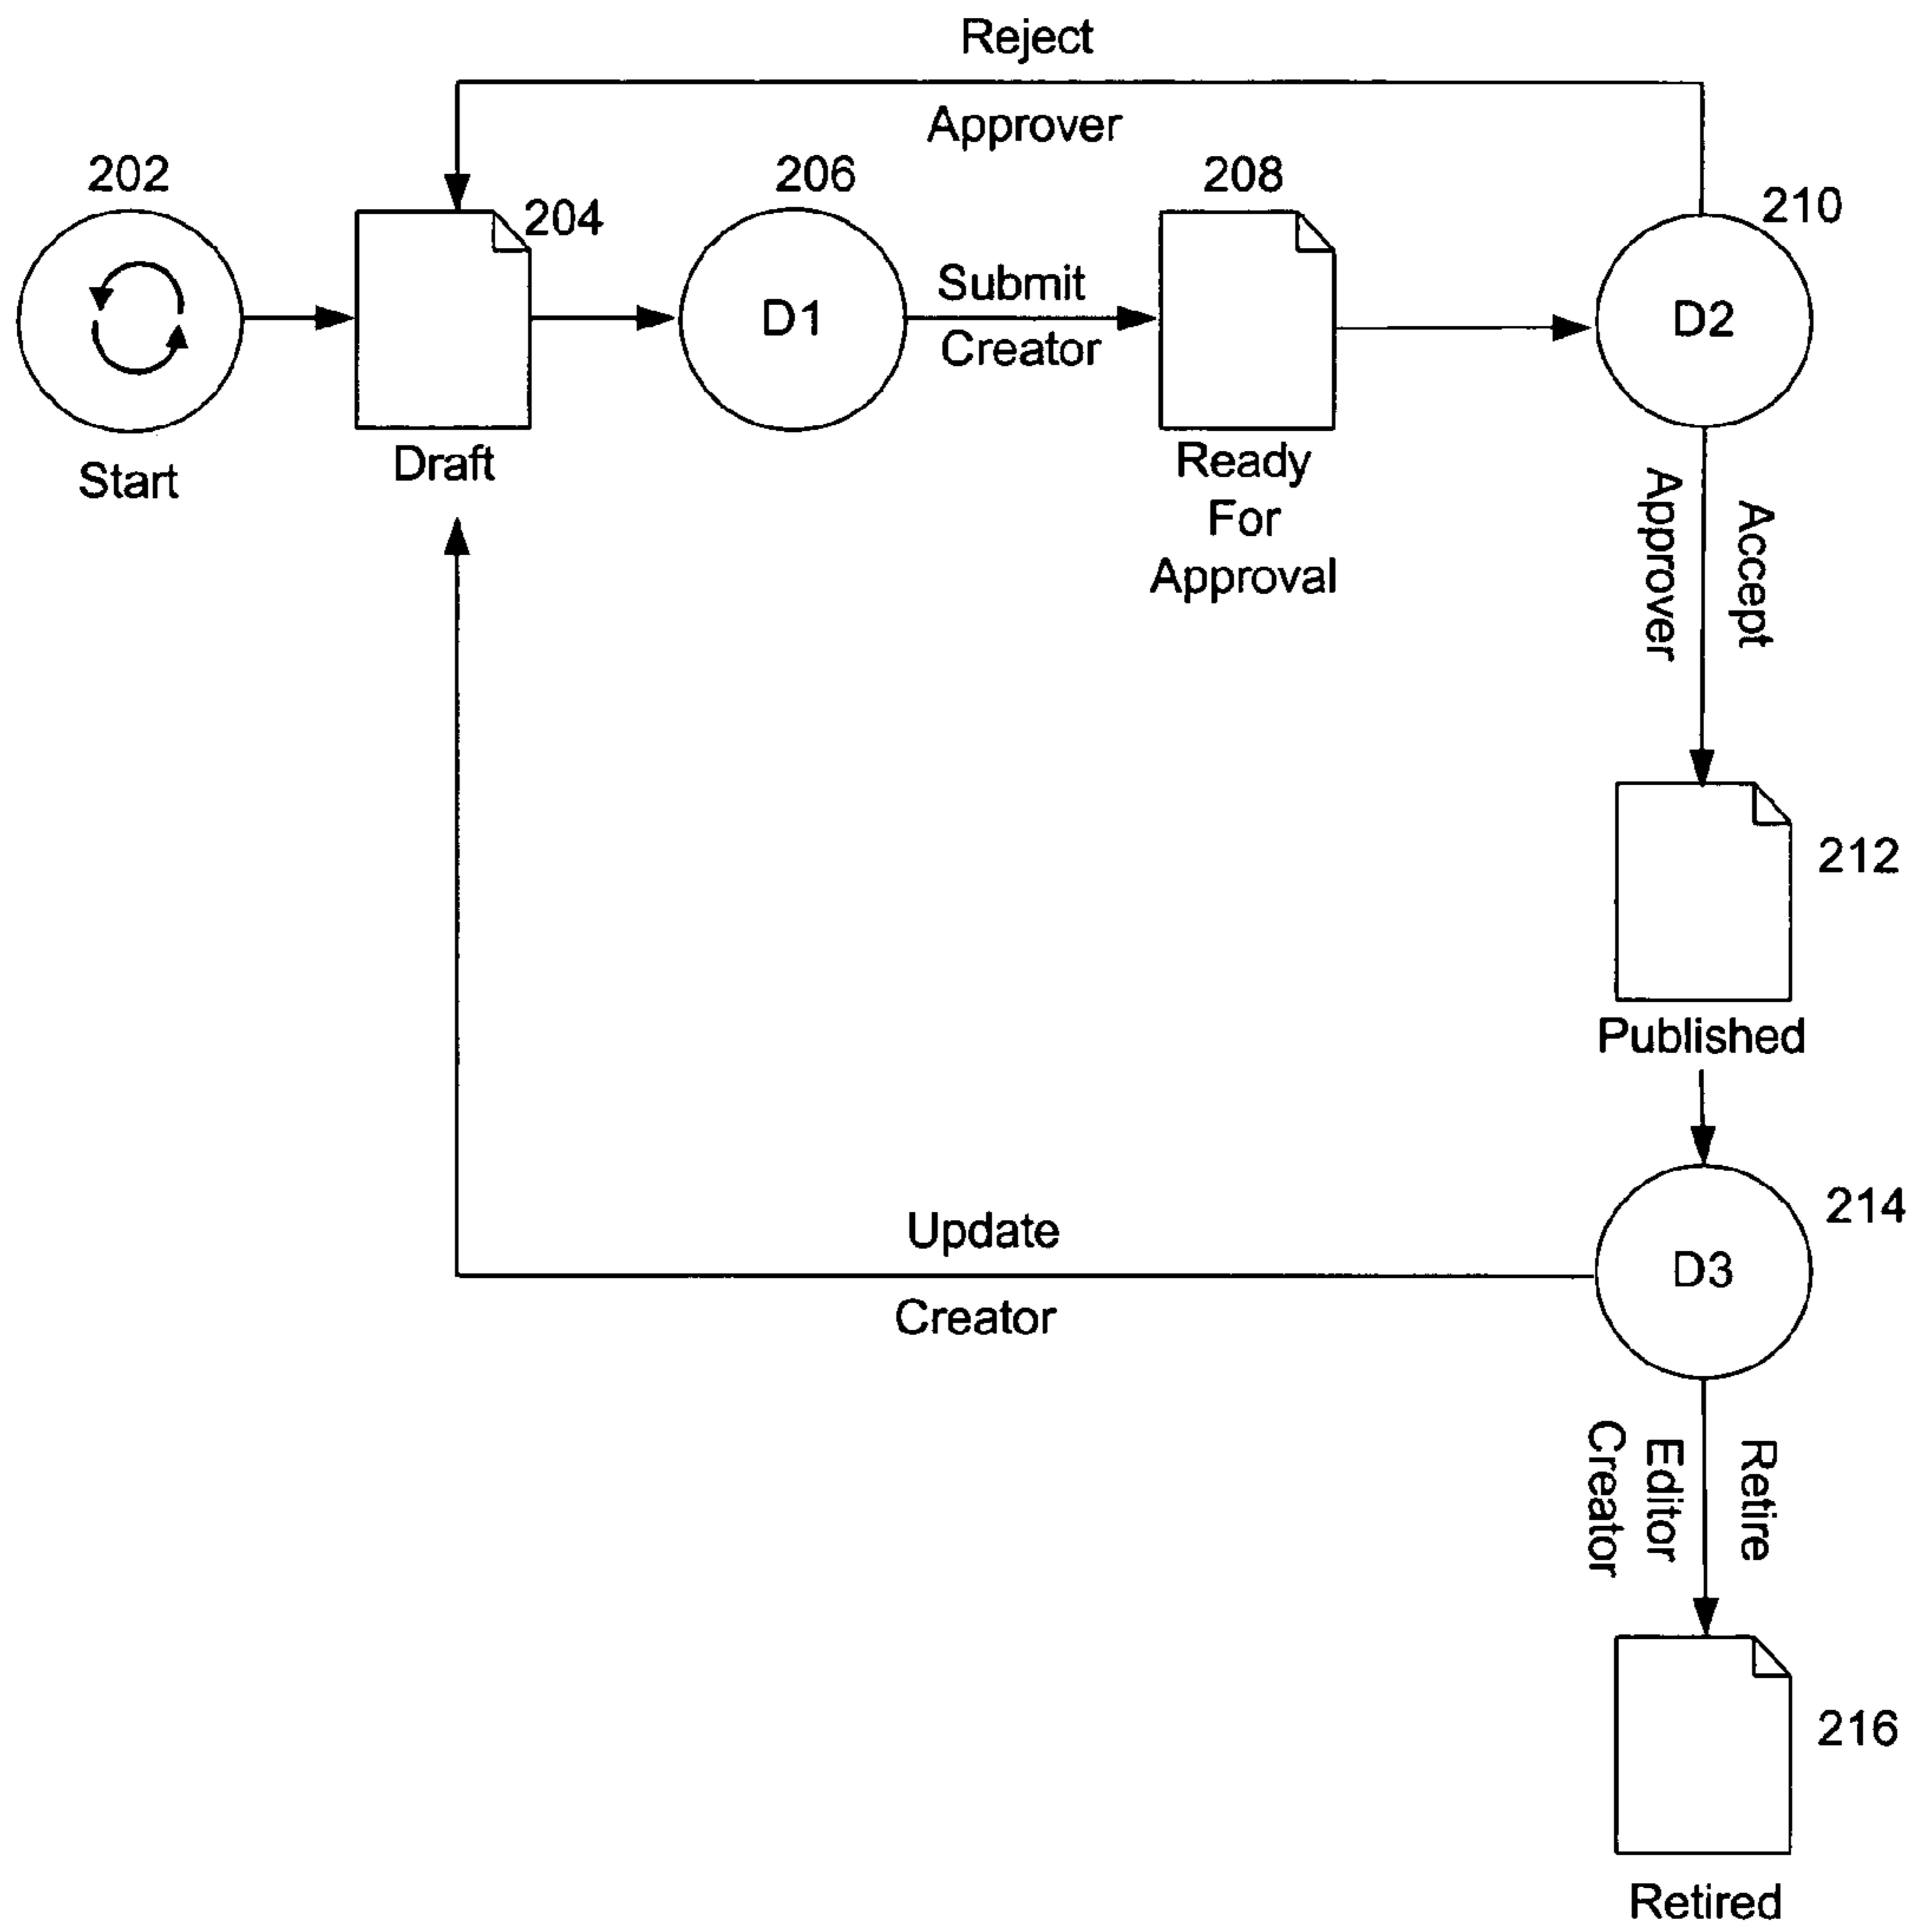 Reject
Approver
202
204
206
208
210
D1
Submit
Creator
D2
Start
Draft
Ready
For
Approval
Accept
Approver
212
Published
214
D3
Update
Creator
Retire
Editor
Creator
216
Retired